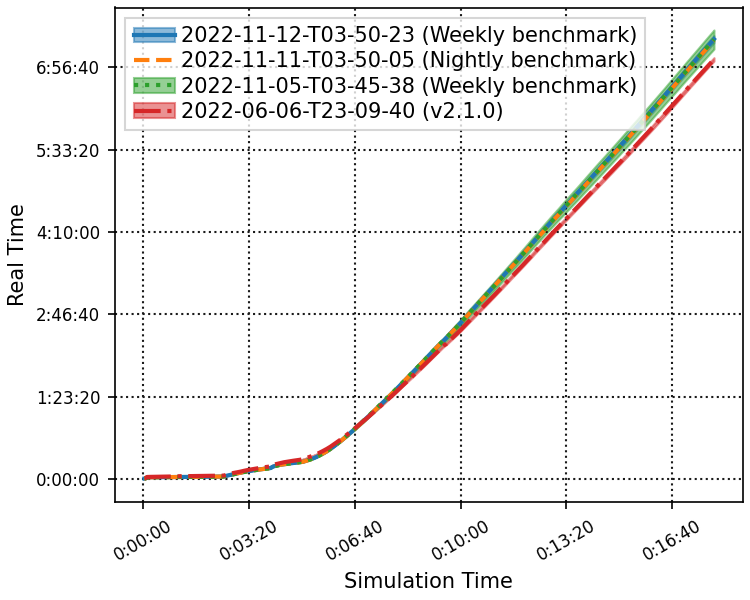 2022-11-12-T03-50-23 (Weekly benchmark)
2022-11-11-T03-50-05 (Nightly benchmark)
2022-11-05-T03-45-38 (Weekly benchmark)
2022-06-06-T23-09-40 (v2.1.0)
Real Time
6:56:40
5:33:20
4:10:00
2:46:40
1:23:20
0:00:00
0:00:00
0:03:20
0:06:40
0:10:00
0:13:20
0:16:40
Simulation Time